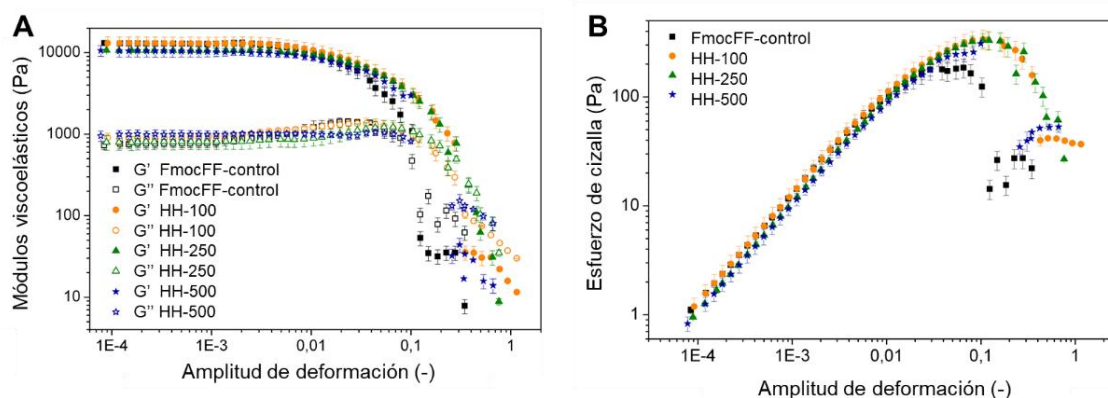 A
Módulos viscoelásticos (Pa)
10000
1000
100
10
G' FmocFF-control
G'' FmocFF-control
G' HH-100
G'' HH-100
G' HH-250
G'' HH-250
G' HH-500
G'' HH-500
1E-4
1E-3
0,01
0,1
1
Amplitud de deformación (-)
B
Esfuerzo de cizalla (Pa)
100
10
1
FmocFF-control
HH-100
HH-250
HH-500
1E-4
1E-3
0,01
0,1
1
Amplitud de deformación (-)